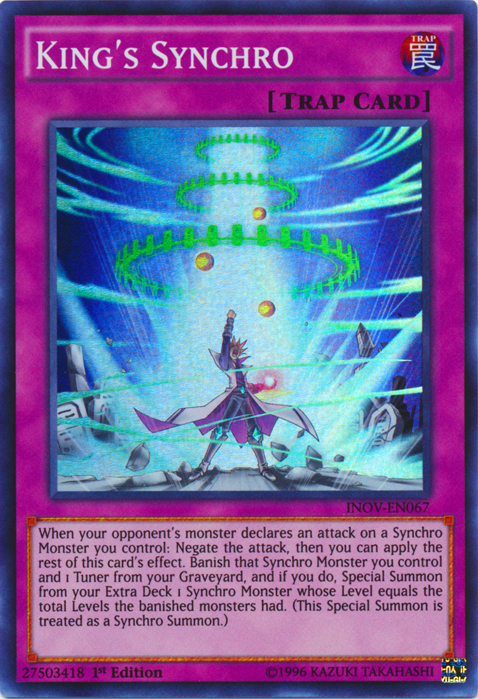 King's Synchro
TRAP
罠
[Trap Card]
INOV-EN067
When your opponent's monster declares an attack on a Synchro
Monster you control: Negate the attack, then you can apply the
rest of this card's effect. Banish that Synchro Monster you control
and 1 Tuner from your Graveyard, and if you do, Special Summon
from your Extra Deck 1 Synchro Monster whose Level equals the
total Levels the banished monsters had. (This Special Summon is
treated as a Synchro Summon.)
27503418 1st Edition ©1996 KAZUKI TAKAHASHI